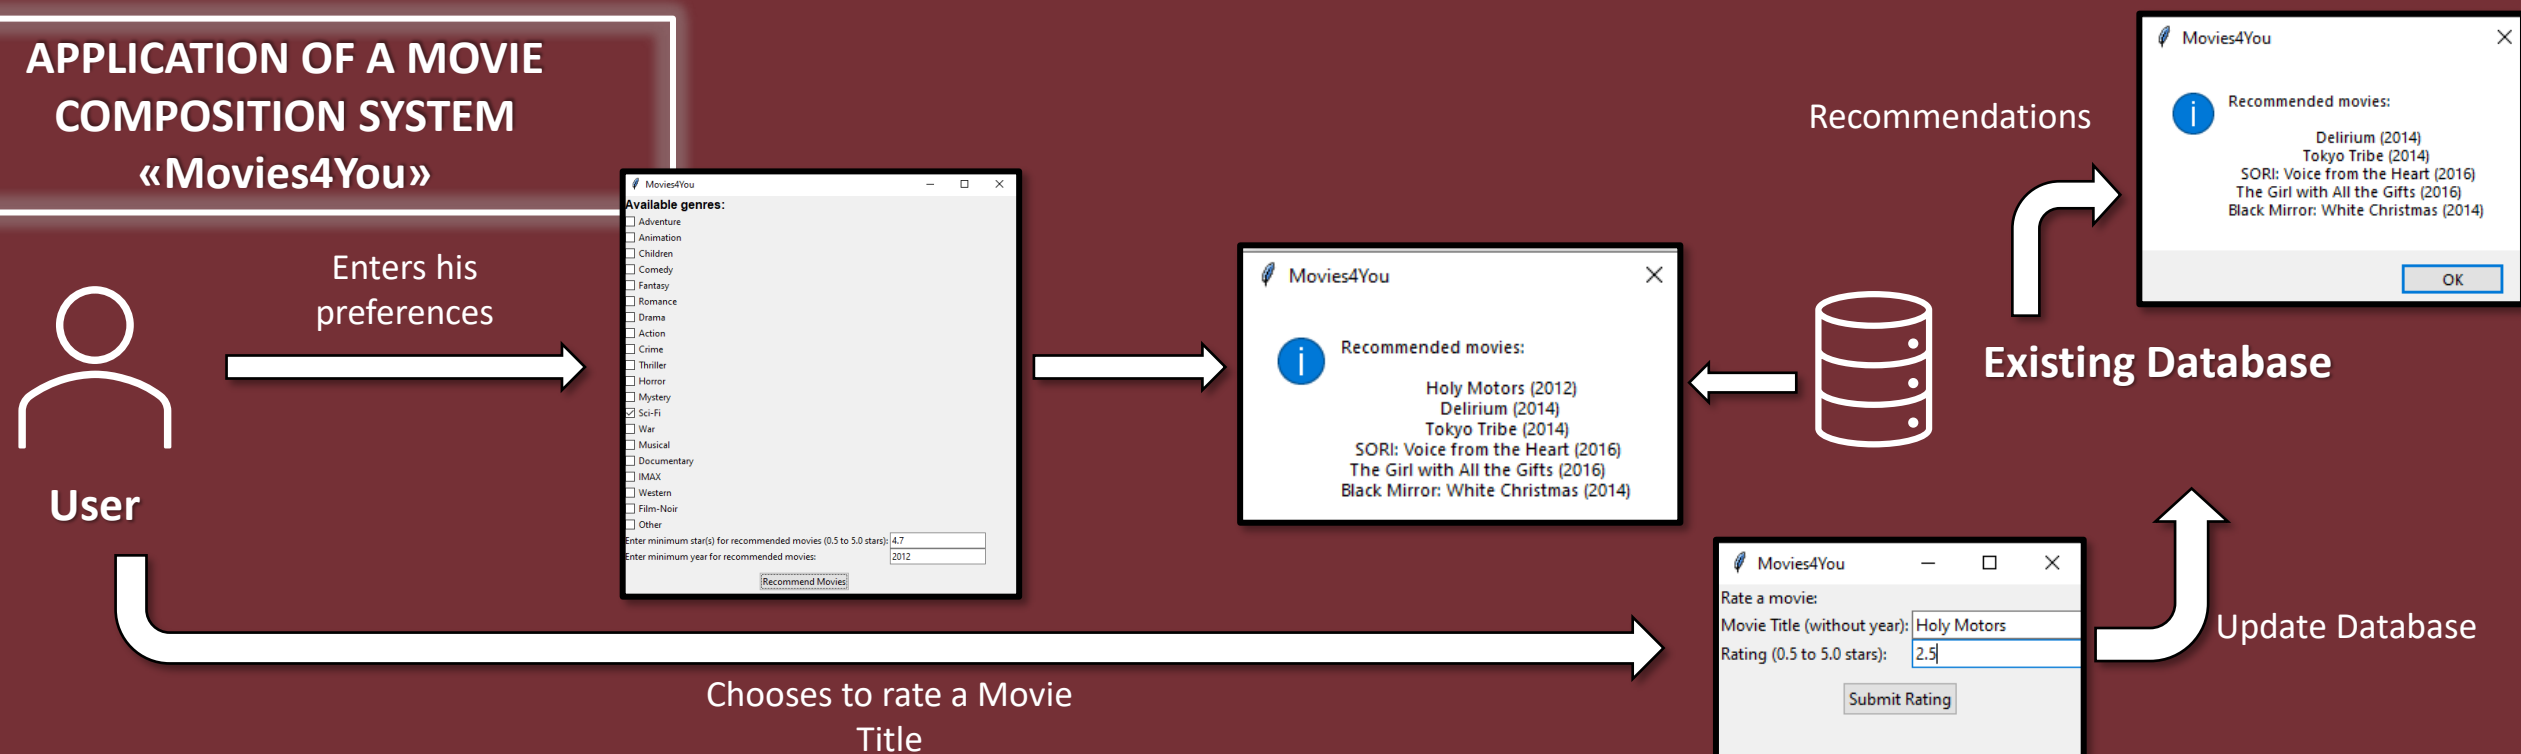 APPLICATION OF A MOVIE
COMPOSITION SYSTEM
«Movies4You»
User
Enters his
preferences
Movies4You
Available genres:
Adventure
Animation
Children
Comedy
Fantasy
Romance
Drama
Action
Crime
Thriller
Horror
Mystery
Sci-Fi
War
Musical
Documentary
IMAX
Western
Film-Noir
Other
Enter minimum star(s) for recommended movies (0.5 to 5.0 stars): 4.7
Enter minimum year for recommended movies: 2012
Recommend Movies
Movies4You
Recommended movies:
Holy Motors (2012)
Delirium (2014)
Tokyo Tribe (2014)
SORI: Voice from the Heart (2016)
The Girl with All the Gifts (2016)
Black Mirror: White Christmas (2014)
Existing Database
Recommendations
Movies4You
Recommended movies:
Delirium (2014)
Tokyo Tribe (2014)
SORI: Voice from the Heart (2016)
The Girl with All the Gifts (2016)
Black Mirror: White Christmas (2014)
OK
Chooses to rate a Movie
Title
Movies4You
Rate a movie:
Movie Title (without year): Holy Motors
Rating (0.5 to 5.0 stars): 2.5
Submit Rating
Update Database